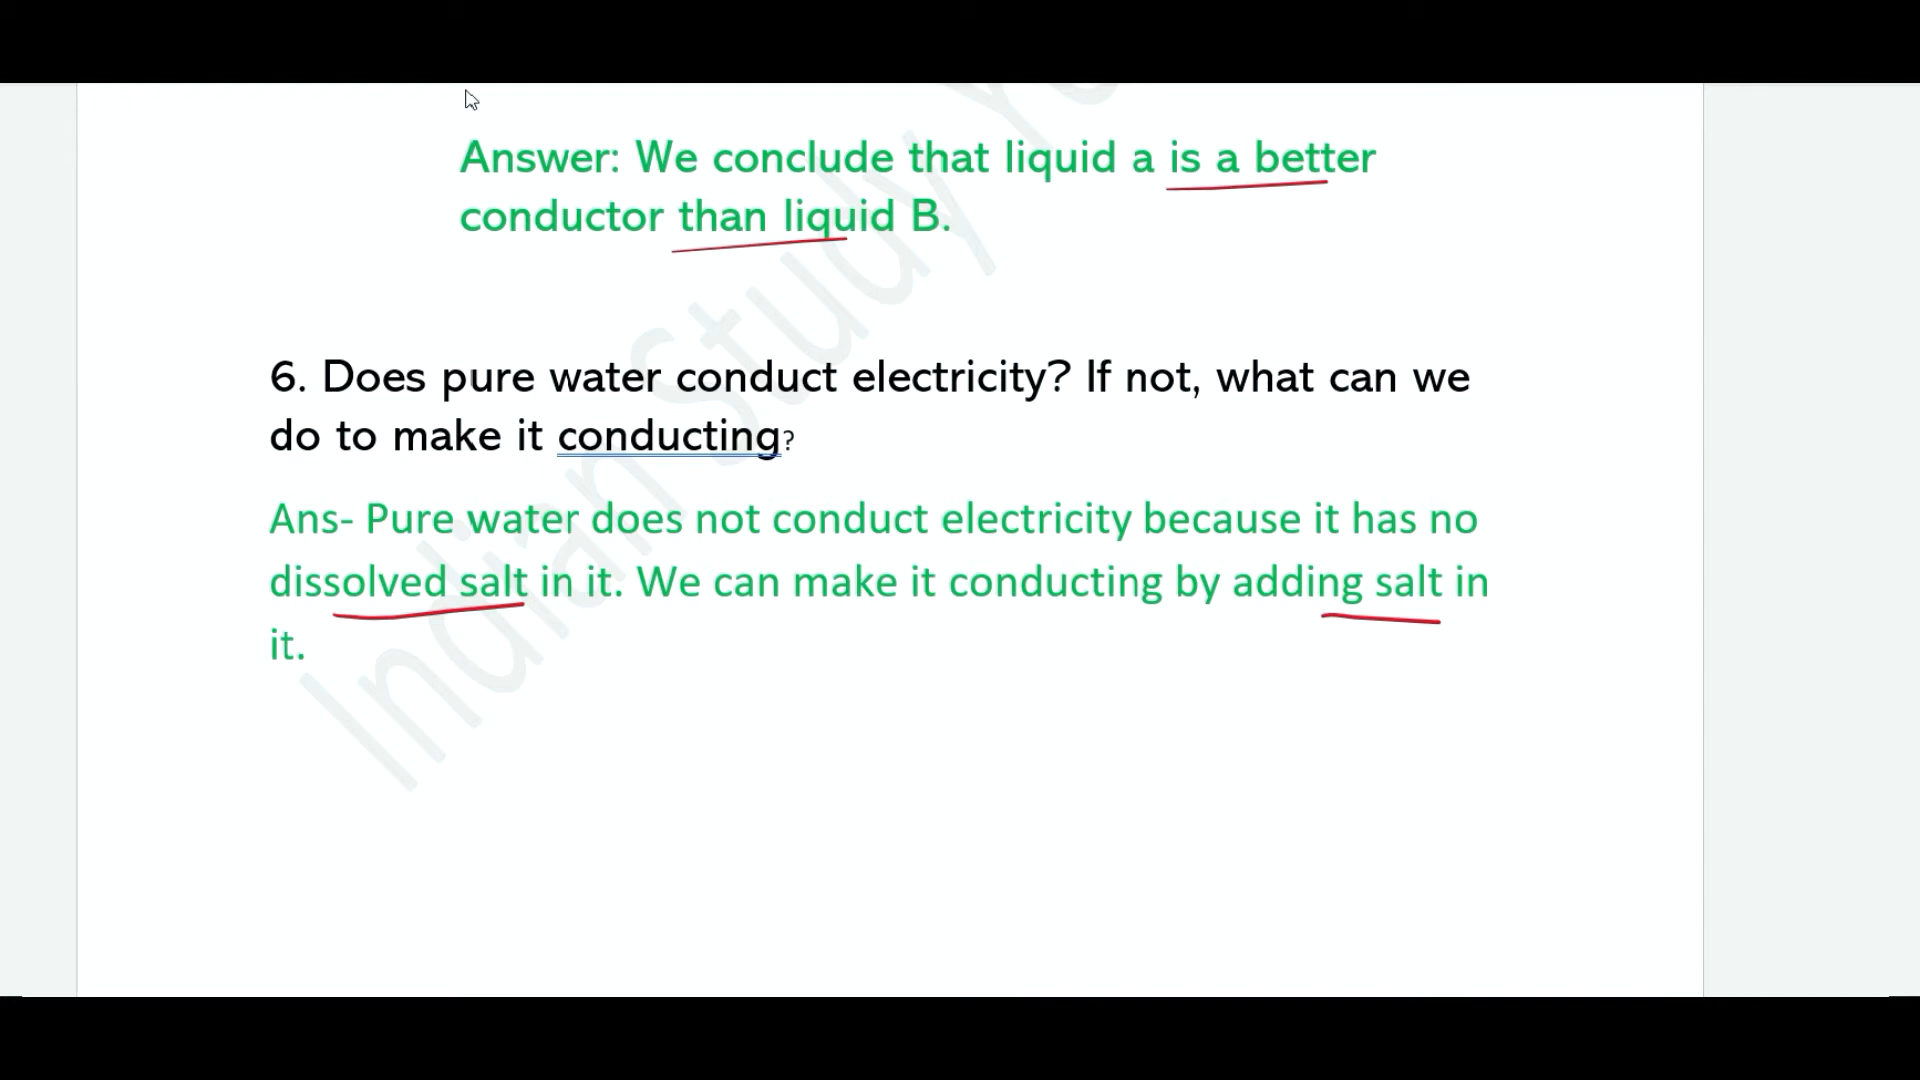 Answer: We conclude that liquid a is a better
conductor than liquid B.
6. Does pure water conduct electricity? If not, what can we
do to make it conducting?
Ans- Pure water does not conduct electricity because it has no
dissolved salt in it. We can make it conducting by adding salt in
it.
Indian Study